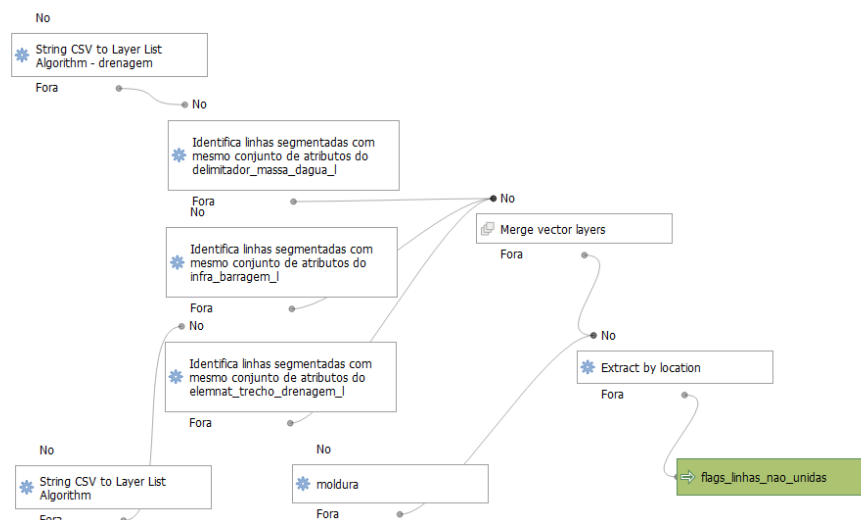 No
String CSV to Layer List
Algorithm - drenagem
Fora
No
Identifica linhas segmentadas com
mesmo conjunto de atributos do
delimitador_massa_dagua_l
Fora
No
Merge vector layers
Fora
No
Identifica linhas segmentadas com
mesmo conjunto de atributos do
infra_barragem_l
Fora
No
Identifica linhas segmentadas com
mesmo conjunto de atributos do
elemnat_trecho_drenagem_l
Fora
No
Extract by location
Fora
No
String CSV to Layer List
Algorithm
Fora
No
moldura
Fora
flags_linhas_nao_unidas